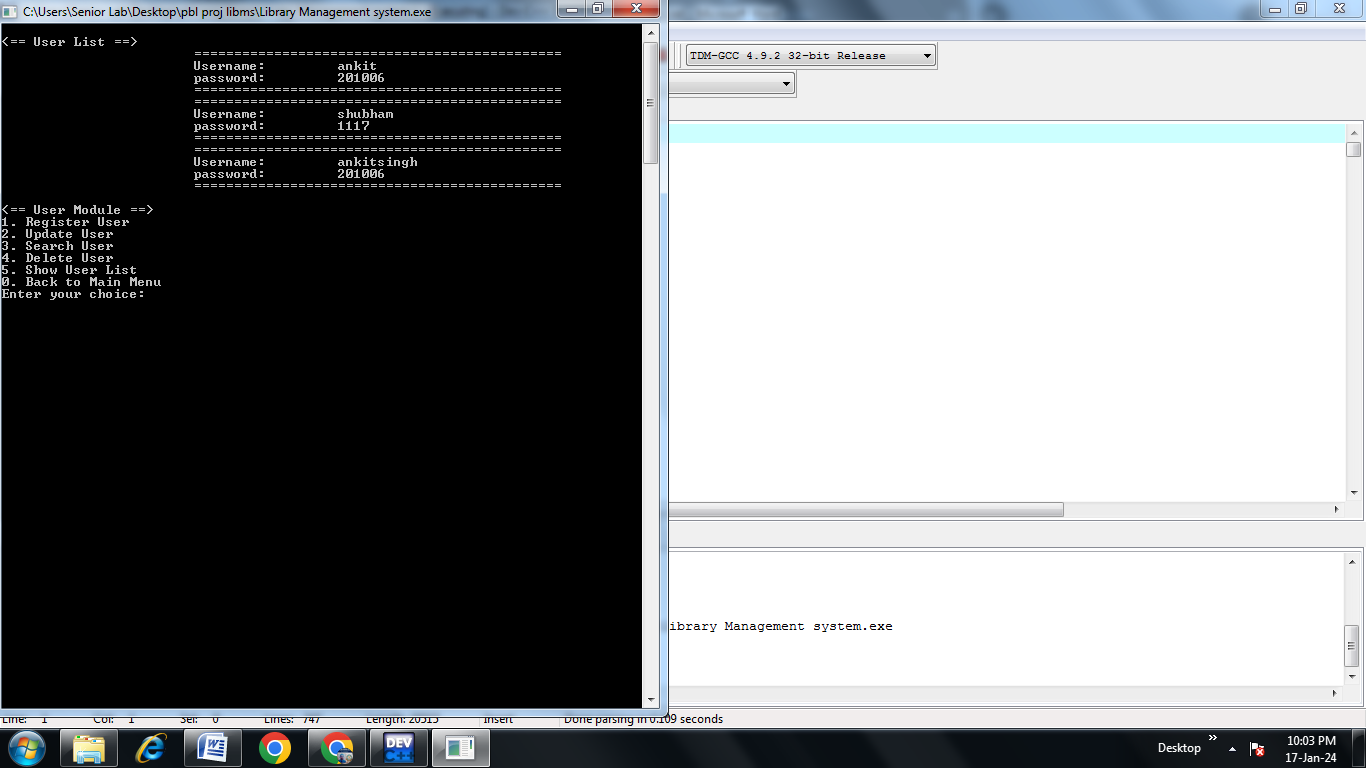 C:\Users\Senior Lab\Desktop\pbl proj libms\Library Management system.exe
<== User List ==>
==============================================
Username: ankit
password: 201006
==============================================
==============================================
Username: shubham
password: 1117
==============================================
==============================================
Username: ankitsingh
password: 201006
==============================================
<== User Module ==>
1. Register User
2. Update User
3. Search User
4. Delete User
5. Show User List
0. Back to Main Menu
Enter your choice:
TDM-GCC 4.9.2 32-bit Release
ibrary Management system.exe
Line: 1 Col: 1 Sel: 0 Lines: 747 Length: 20515 Insert Done parsing in 0.109 seconds
DEV
C++
Desktop
10:03 PM
17-Jan-24